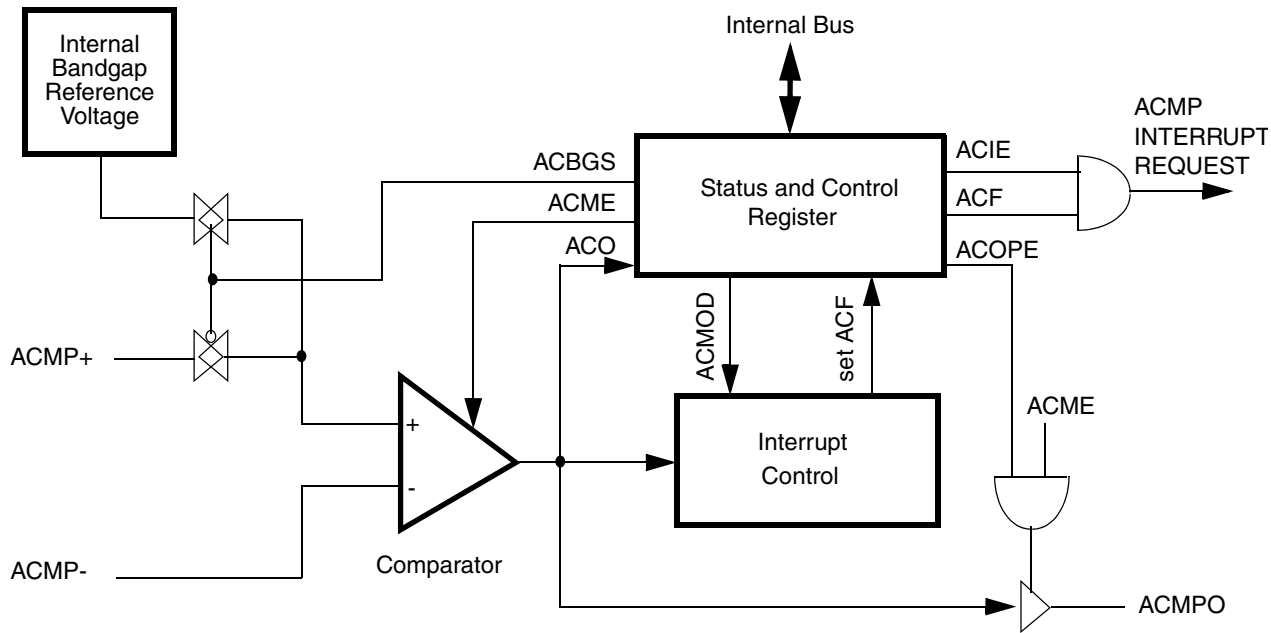 Internal
Bandgap
Reference
Voltage
Internal Bus
ACMP
INTERRUPT
REQUEST
ACBGS
ACME
ACO
Status and Control
Register
ACIE
ACF
ACOPE
ACMOD
set ACF
ACMP+
ACME
+
-
Interrupt
Control
Comparator
ACMP-
ACMPO